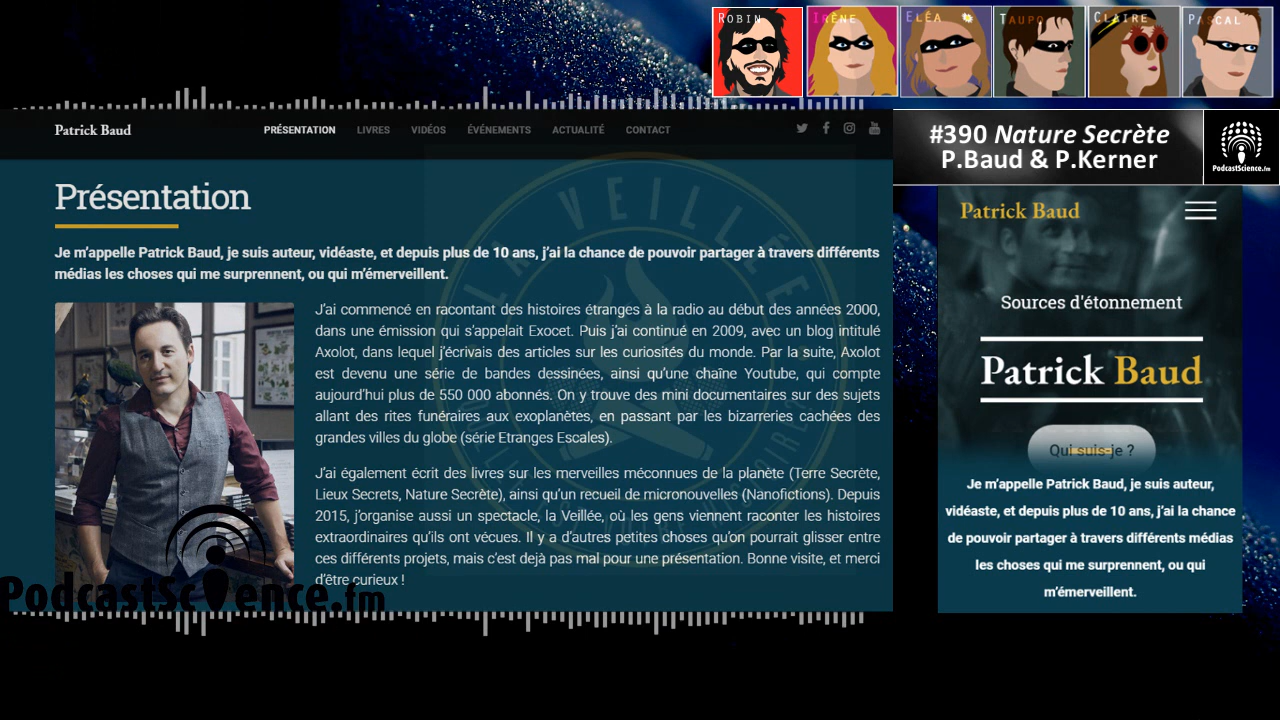 ROBIN
IRÈNE
ELÉA
TAUPO
CLAIRE
PASCAL
Patrick Baud
PRÉSENTATION
LIVRES
VIDÉOS
ÉVÉNEMENTS
ACTUALITÉ
CONTACT
#390 Nature Secrète
P.Baud & P.Kerner
PodcastScience.fm
Présentation
Je m’appelle Patrick Baud, je suis auteur, vidéaste, et depuis plus de 10 ans, j’ai la chance de pouvoir partager à travers différents
médias les choses qui me surprennent, ou qui m’émerveillent.
J’ai commencé en racontant des histoires étranges à la radio au début des années 2000,
dans une émission qui s’appelait Exocet. Puis j’ai continué en 2009, avec un blog intitulé
Axolot, dans lequel j’écrivais des articles sur les curiosités du monde. Par la suite, Axolot
est devenu une série de bandes dessinées, ainsi qu’une chaîne Youtube, qui compte
aujourd’hui plus de 550 000 abonnés. On y trouve des mini documentaires sur des sujets
allant des rites funéraires aux exoplanètes, en passant par les bizarreries cachées des
grandes villes du globe (série Etranges Escales).
J’ai également écrit des livres sur les merveilles méconnues de la planète (Terre Secrète,
Lieux Secrets, Nature Secrète), ainsi qu’un recueil de micronouvelles (Nanofictions). Depuis
2015, j’organise aussi un spectacle, la Veillée, où les gens viennent raconter les histoires
extraordinaires qu’ils ont vécues. Il y a d’autres petites choses qu’on pourrait glisser entre
ces différents projets, mais c’est déjà pas mal pour une présentation. Bonne visite, et merci
d’être curieux !
LA VEILLÉE
PodcastScience.fm
Patrick Baud
Sources d’étonnement
Patrick Baud
Qui suis-je ?
Je m’appelle Patrick Baud, je suis auteur,
vidéaste, et depuis plus de 10 ans, j’ai la chance
de pouvoir partager à travers différents médias
les choses qui me surprennent, ou qui
m’émerveillent.